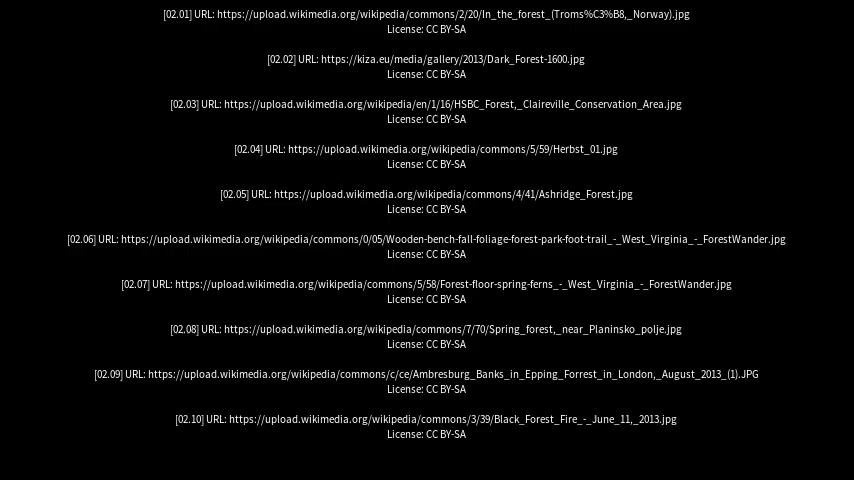 [02.01] URL: https://upload.wikimedia.org/wikipedia/commons/2/20/In_the_forest_(Troms%C3%B8,_Norway).jpg
License: CC BY-SA
[02.02] URL: https://kiza.eu/media/gallery/2013/Dark_Forest-1600.jpg
License: CC BY-SA
[02.03] URL: https://upload.wikimedia.org/wikipedia/en/1/16/HSBC_Forest,_Claireville_Conservation_Area.jpg
License: CC BY-SA
[02.04] URL: https://upload.wikimedia.org/wikipedia/commons/5/59/Herbst_01.jpg
License: CC BY-SA
[02.05] URL: https://upload.wikimedia.org/wikipedia/commons/4/41/Ashridge_Forest.jpg
License: CC BY-SA
[02.06] URL: https://upload.wikimedia.org/wikipedia/commons/0/05/Wooden-bench-fall-foliage-forest-park-foot-trail_-_West_Virginia_-_ForestWander.jpg
License: CC BY-SA
[02.07] URL: https://upload.wikimedia.org/wikipedia/commons/5/58/Forest-floor-spring-ferns_-_West_Virginia_-_ForestWander.jpg
License: CC BY-SA
[02.08] URL: https://upload.wikimedia.org/wikipedia/commons/7/70/Spring_forest,_near_Planinsko_polje.jpg
License: CC BY-SA
[02.09] URL: https://upload.wikimedia.org/wikipedia/commons/c/ce/Ambresburg_Banks_in_Epping_Forrest_in_London,_August_2013_(1).JPG
License: CC BY-SA
[02.10] URL: https://upload.wikimedia.org/wikipedia/commons/3/39/Black_Forest_Fire_-_June_11,_2013.jpg
License: CC BY-SA